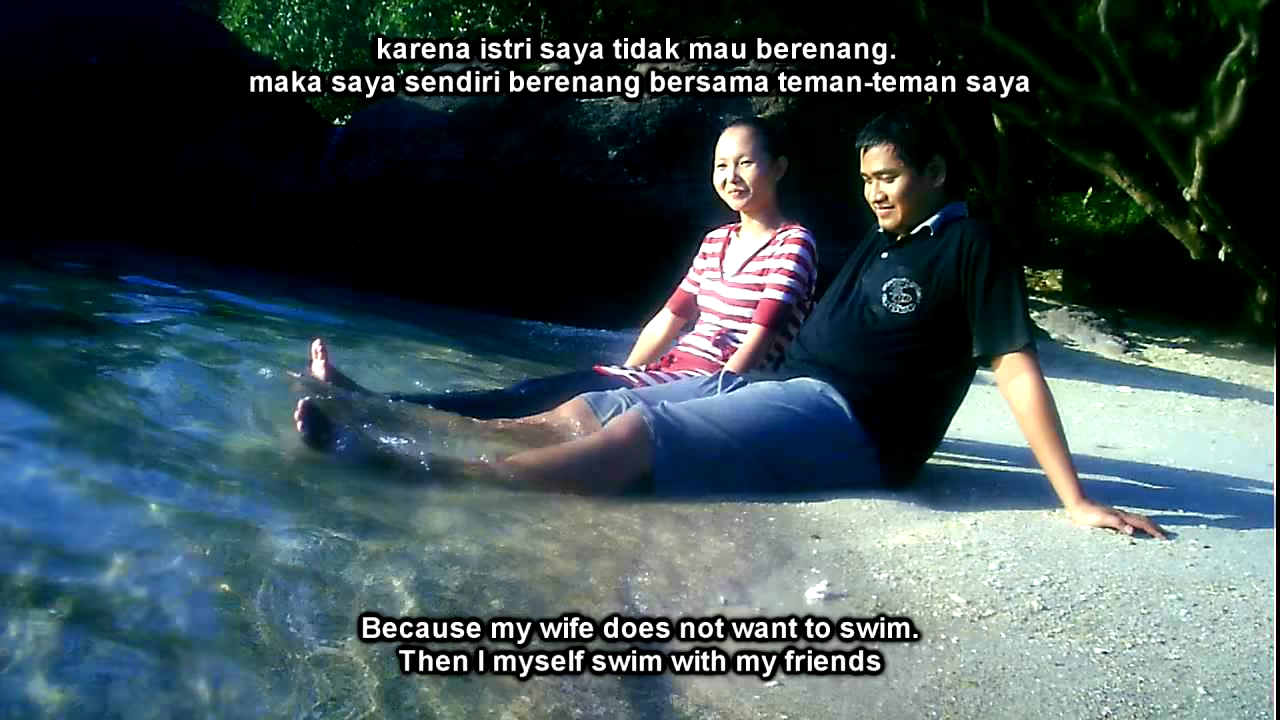 karena istri saya tidak mau berenang.
maka saya sendiri berenang bersama teman-teman saya
Because my wife does not want to swim.
Then I myself swim with my friends